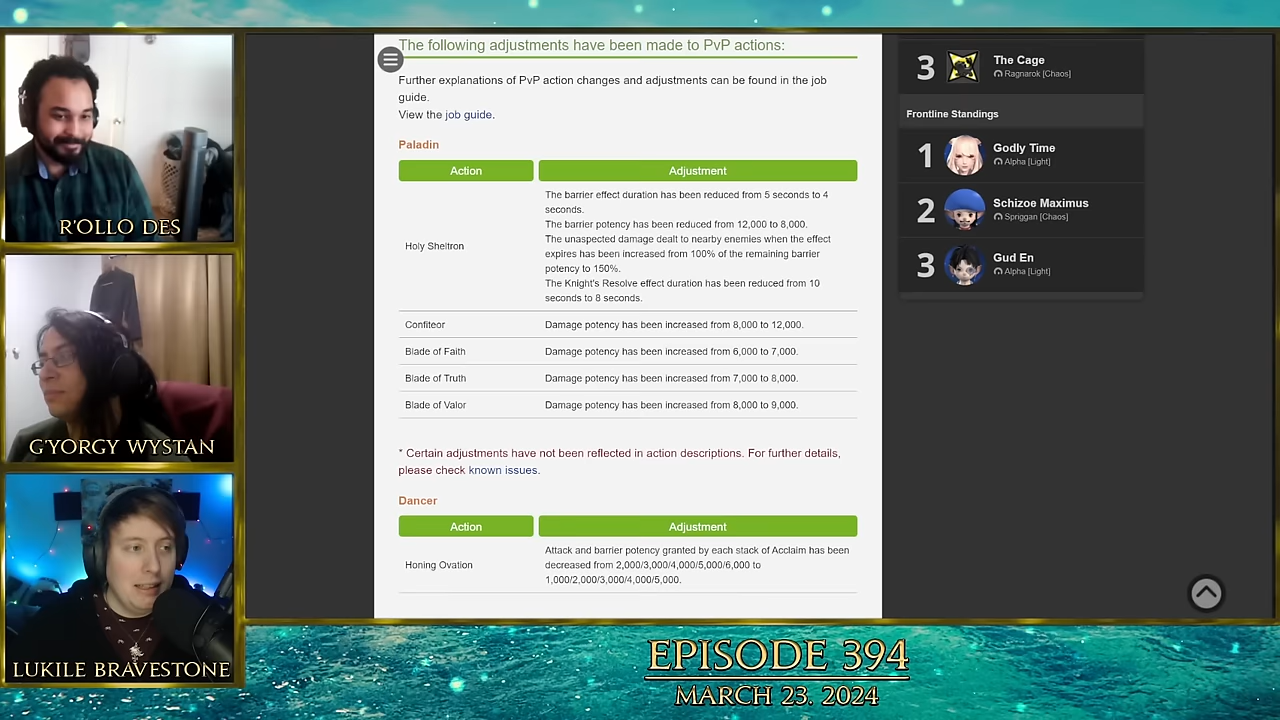 The following adjustments have been made to PvP actions:
Further explanations of PvP action changes and adjustments can be found in the job
guide.
View the job guide.
Paladin
Action
Adjustment
Holy Sheltron
The barrier effect duration has been reduced from 5 seconds to 4
seconds.
The barrier potency has been reduced from 12,000 to 8,000.
The unaspected damage dealt to nearby enemies when the effect
expires has been increased from 100% of the remaining barrier
potency to 150%.
The Knight's Resolve effect duration has been reduced from 10
seconds to 8 seconds.
Confiteor
Damage potency has been increased from 8,000 to 12,000.
Blade of Faith
Damage potency has been increased from 6,000 to 7,000.
Blade of Truth
Damage potency has been increased from 7,000 to 8,000.
Blade of Valor
Damage potency has been increased from 8,000 to 9,000.
* Certain adjustments have not been reflected in action descriptions. For further details,
please check known issues.
Dancer
Action
Adjustment
Honing Ovation
Attack and barrier potency granted by each stack of Acclaim has been
decreased from 2,000/3,000/4,000/5,000/6,000 to
1,000/2,000/3,000/4,000/5,000.
3
The Cage
Ragnarok [Chaos]
Frontline Standings
1
Godly Time
Alpha [Light]
2
Schizoe Maximus
Spriggan [Chaos]
3
Gud En
Alpha [Light]
R'OLLO DES
G'YORGY WYSTAN
LUKILE BRAVESTONE
EPISODE 394
MARCH 23. 2024